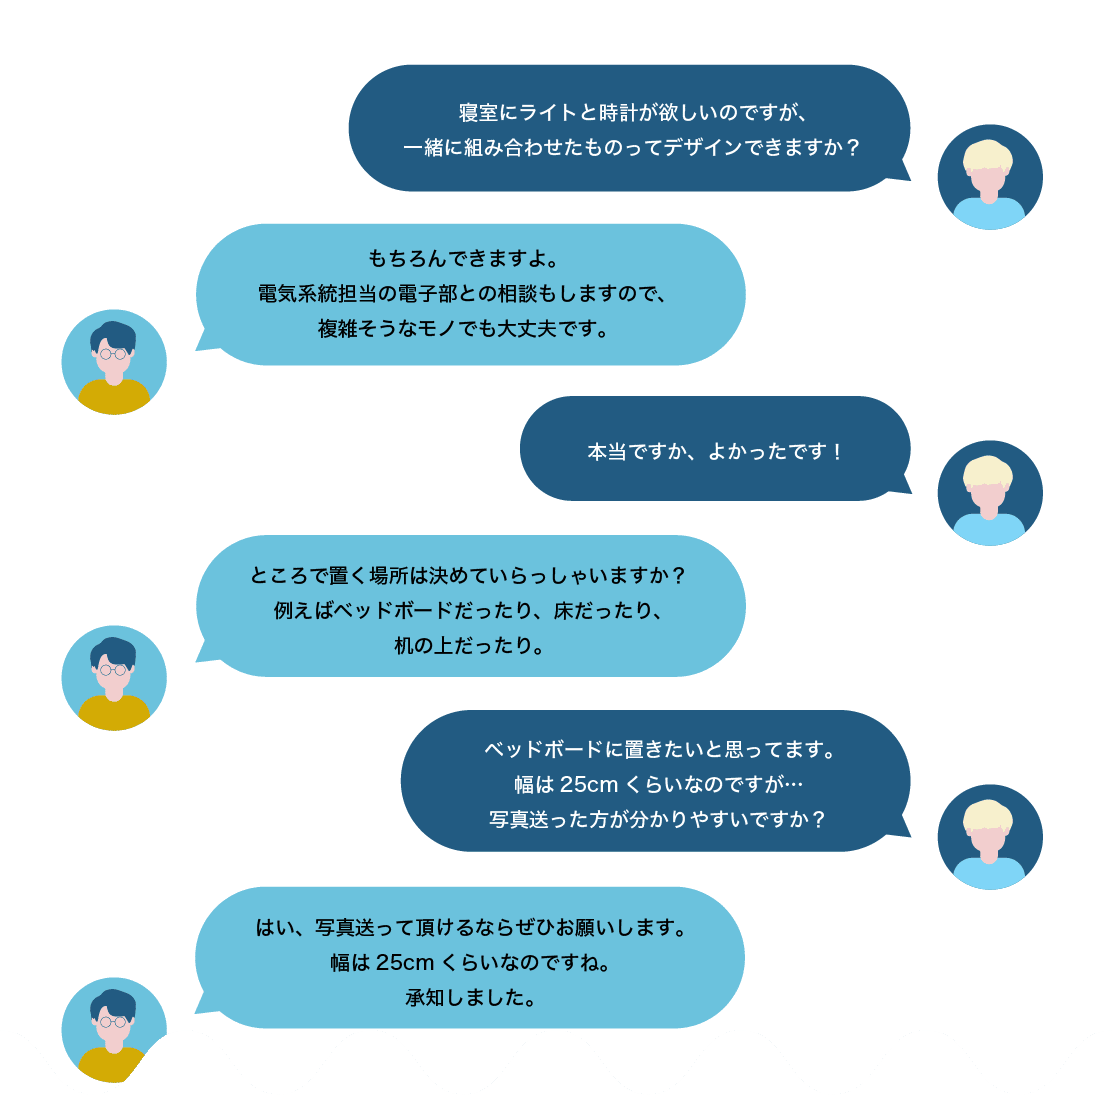 寝室にライトと時計が欲しいのですが、
一緒に組み合わせたものってデザインできますか？
もちろんできますよ。
電気系統担当の電子部との相談もしますので、
複雑そうなモノでも大丈夫です。
本当ですか、よかったです！
ところで置く場所は決めていらっしゃいますか？
例えばベッドボードだったり、床だったり、
机の上だったり。
ベッドボードに置きたいと思ってます。
幅は25cmくらいなのですが…
写真送った方が分かりやすいですか？
はい、写真送って頂けるならぜひお願いします。
幅は25cmくらいなのですね。
承知しました。